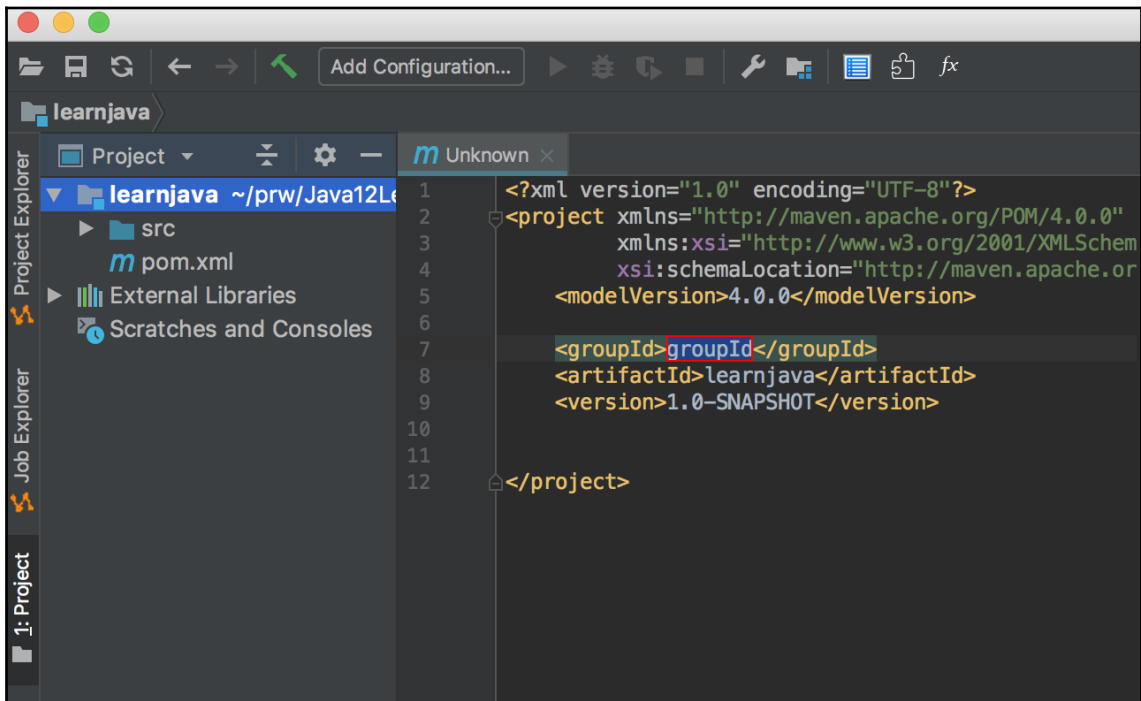 Add Configuration...
fx
learnjava
Project
Unknown
Project Explorer
Job Explorer
1: Project
learnjava ~/prw/Java12Le
src
m pom.xml
External Libraries
Scratches and Consoles
1 <?xml version="1.0" encoding="UTF-8"?>
2 <project xmlns="http://maven.apache.org/POM/4.0.0"
3 xmlns:xsi="http://www.w3.org/2001/XMLSchem
4 xsi:schemaLocation="http://maven.apache.or
5 <modelVersion>4.0.0</modelVersion>
6
7 <groupId>groupId</groupId>
8 <artifactId>learnjava</artifactId>
9 <version>1.0-SNAPSHOT</version>
10
11
12 </project>